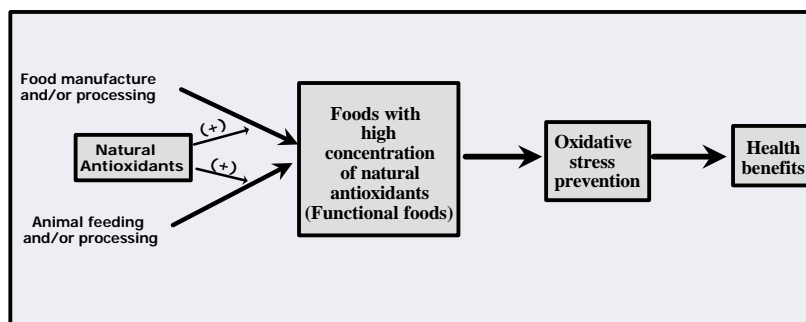 Food manufacture
and/or processing
(+)
Natural
Antioxidants
(+)
Animal feeding
and/or processing
Foods with
high
concentration
of natural
antioxidants
(Functional foods)
Oxidative
stress
prevention
Health
benefits